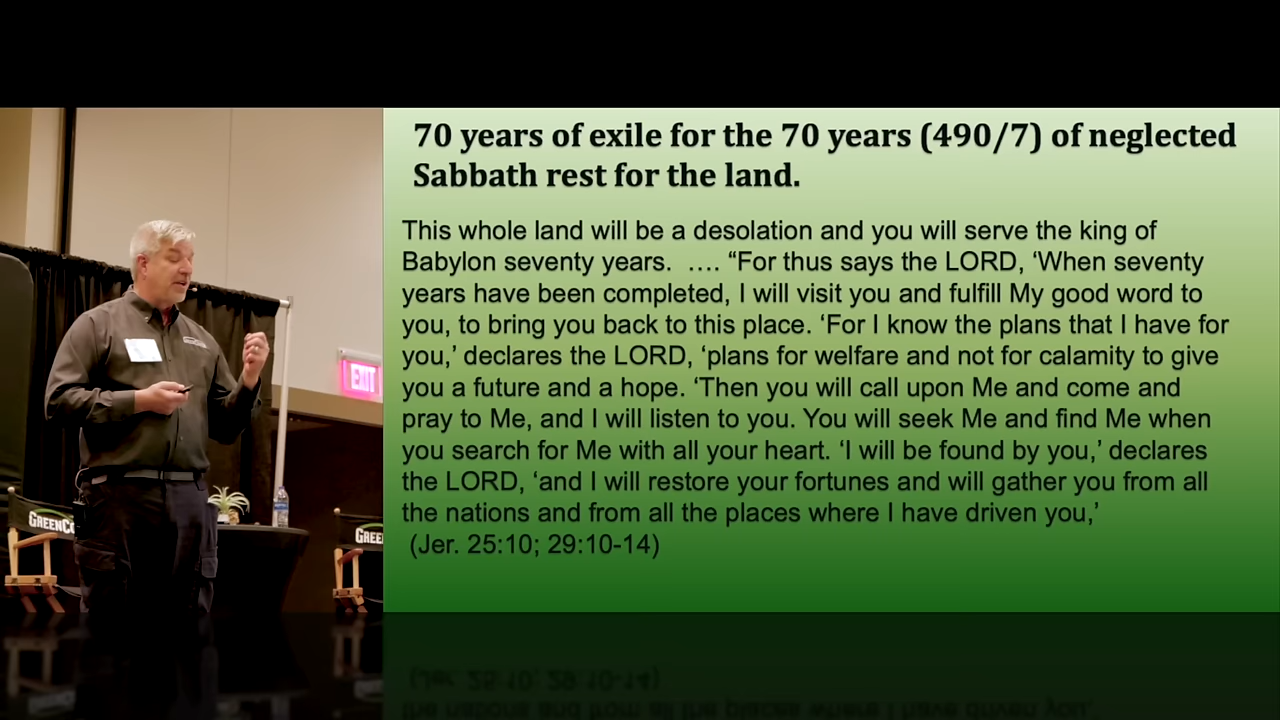 70 years of exile for the 70 years (490/7) of neglected
Sabbath rest for the land.
This whole land will be a desolation and you will serve the king of
Babylon seventy years.  .... “For thus says the LORD, ‘When seventy
years have been completed, I will visit you and fulfill My good word to
you, to bring you back to this place. ‘For I know the plans that I have for
you,’ declares the LORD, ‘plans for welfare and not for calamity to give
you a future and a hope. ‘Then you will call upon Me and come and
pray to Me, and I will listen to you. You will seek Me and find Me when
you search for Me with all your heart. ‘I will be found by you,’ declares
the LORD, ‘and I will restore your fortunes and will gather you from all
the nations and from all the places where I have driven you,’
(Jer. 25:10; 29:10-14)
EXIT
GREENCO
GREE